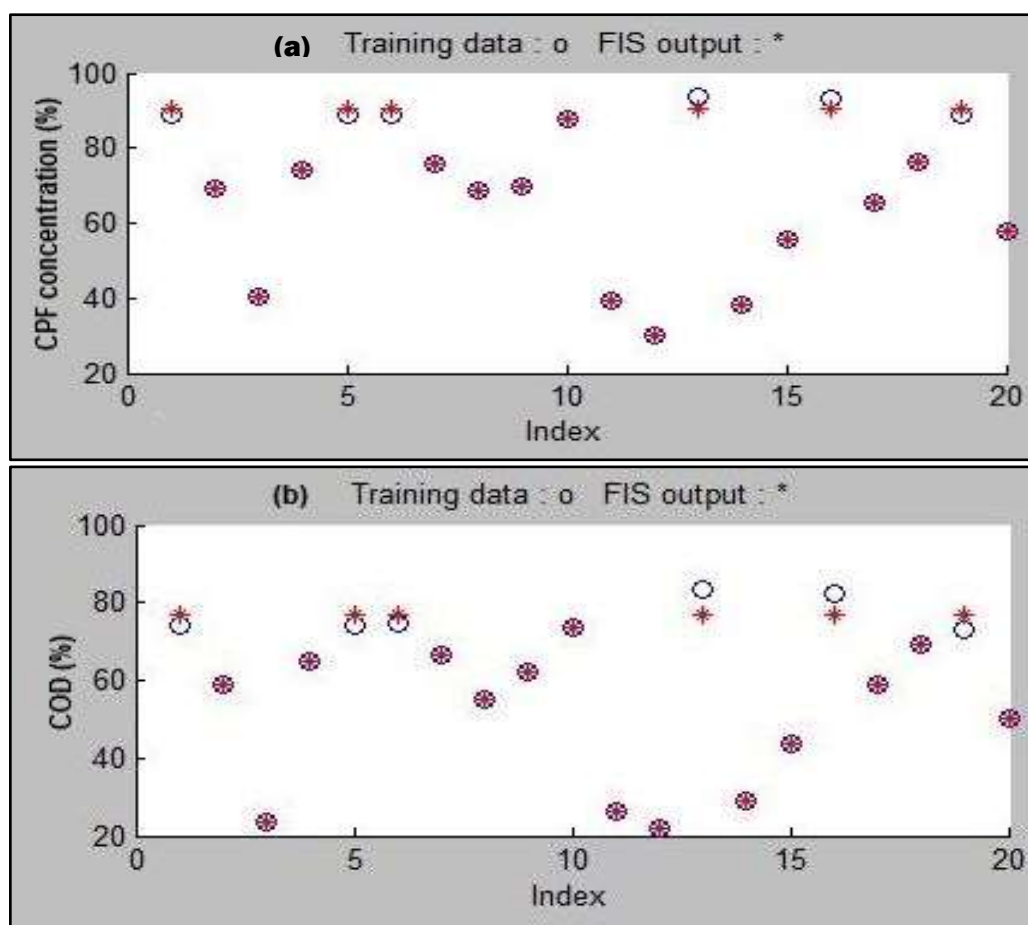 (a) Training data : o FIS output : *
100
80
60
40
20
CPF concentration (%)
0 5 10 15 20
Index
(b) Training data : o FIS output : *
100
80
60
40
20
COD (%)
0 5 10 15 20
Index